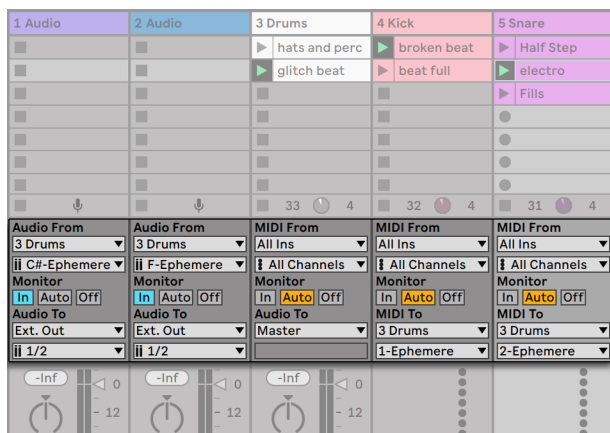 1 Audio 2 Audio 3 Drums 4 Kick 5 Snare
hats and perc broken beat Half Step
glitch beat beat full electro
Fills
33 4 32 4 31 4
Audio From Audio From MIDI From MIDI From MIDI From
3 Drums 3 Drums All Ins All Ins All Ins
C#-Ephemere F-Ephemere All Channels All Channels All Channels
Monitor Monitor Monitor Monitor Monitor
In Auto Off In Auto Off In Auto Off In Auto Off In Auto Off
Audio To Audio To Audio To MIDI To MIDI To
Ext. Out Ext. Out Master 3 Drums 3 Drums
1/2 1/2 1-Ephemere 2-Ephemere
-Inf 0 -Inf 0 -Inf 0
12 12 12